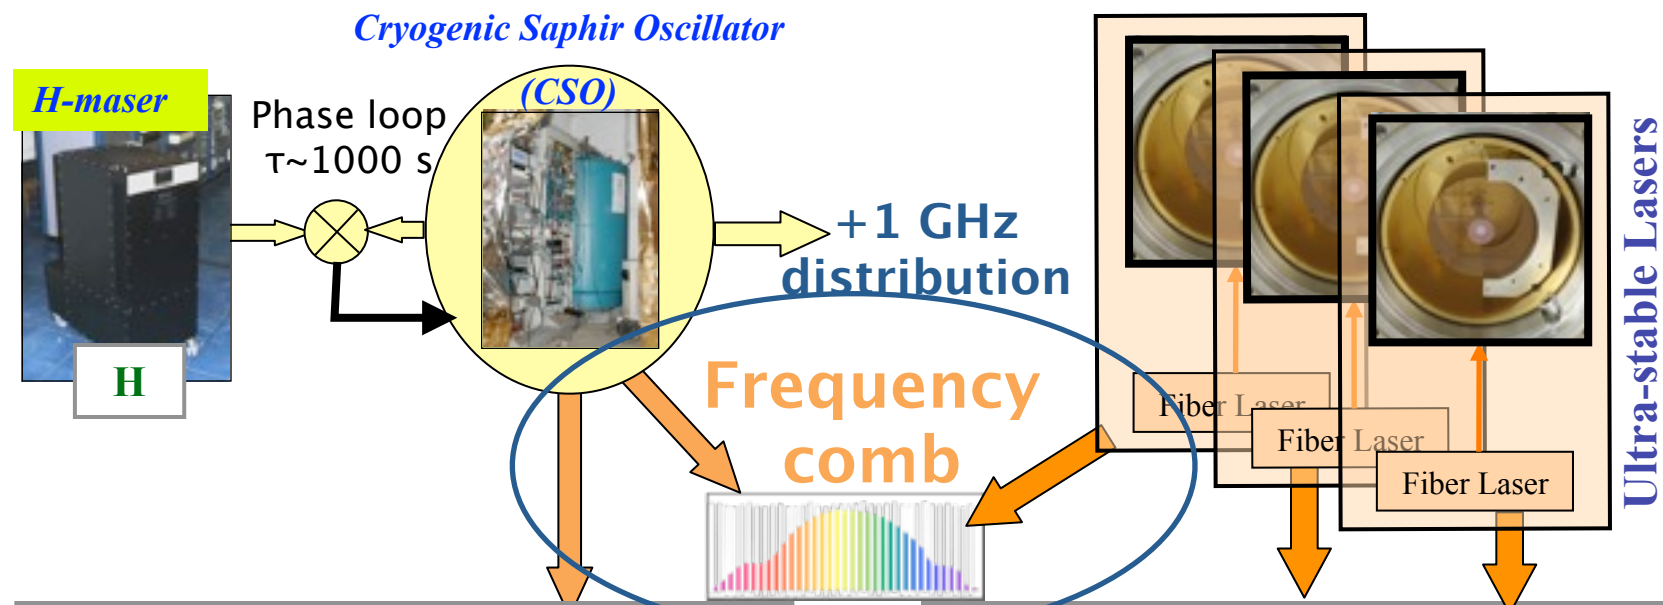 Cryogenic Saphir Oscillator
(CSO)
H-maser
Phase loop
τ~1000 s
H
+1 GHz
distribution
Frequency
comb
Fiber Laser
Fiber Laser
Fiber Laser
Ultra-stable Lasers